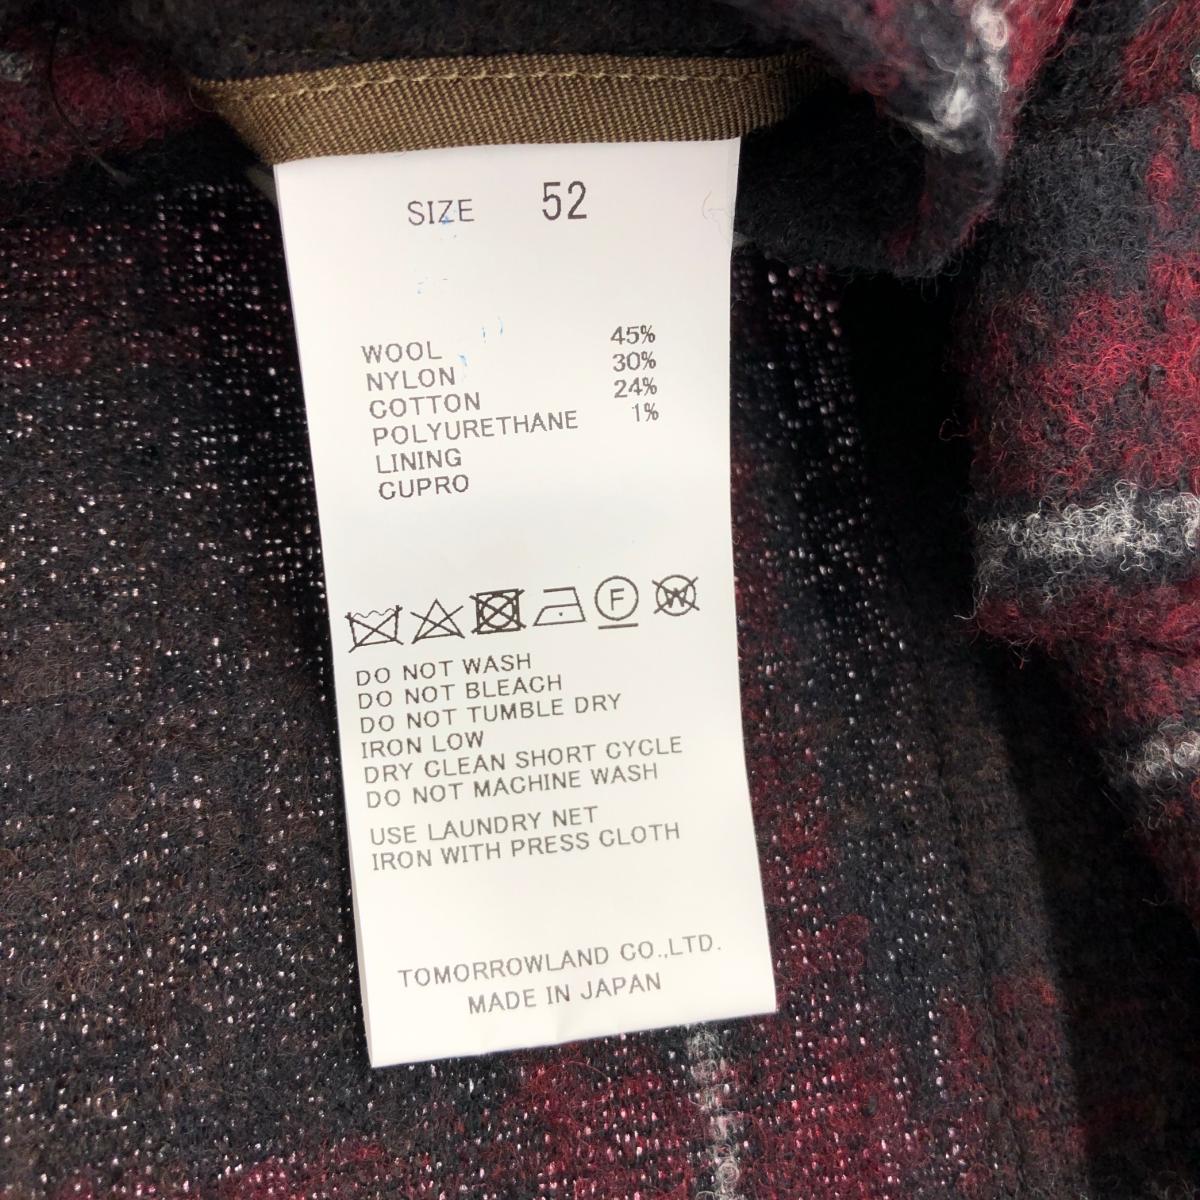 SIZE 52
WOOL 45%
NYLON 30%
COTTON 24%
POLYURETHANE 1%
LINING
CUPRO
F W
DO NOT WASH
DO NOT BLEACH
DO NOT TUMBLE DRY
IRON LOW
DRY CLEAN SHORT CYCLE
DO NOT MACHINE WASH
USE LAUNDRY NET
IRON WITH PRESS CLOTH
TOMORROWLAND CO.,LTD.
MADE IN JAPAN